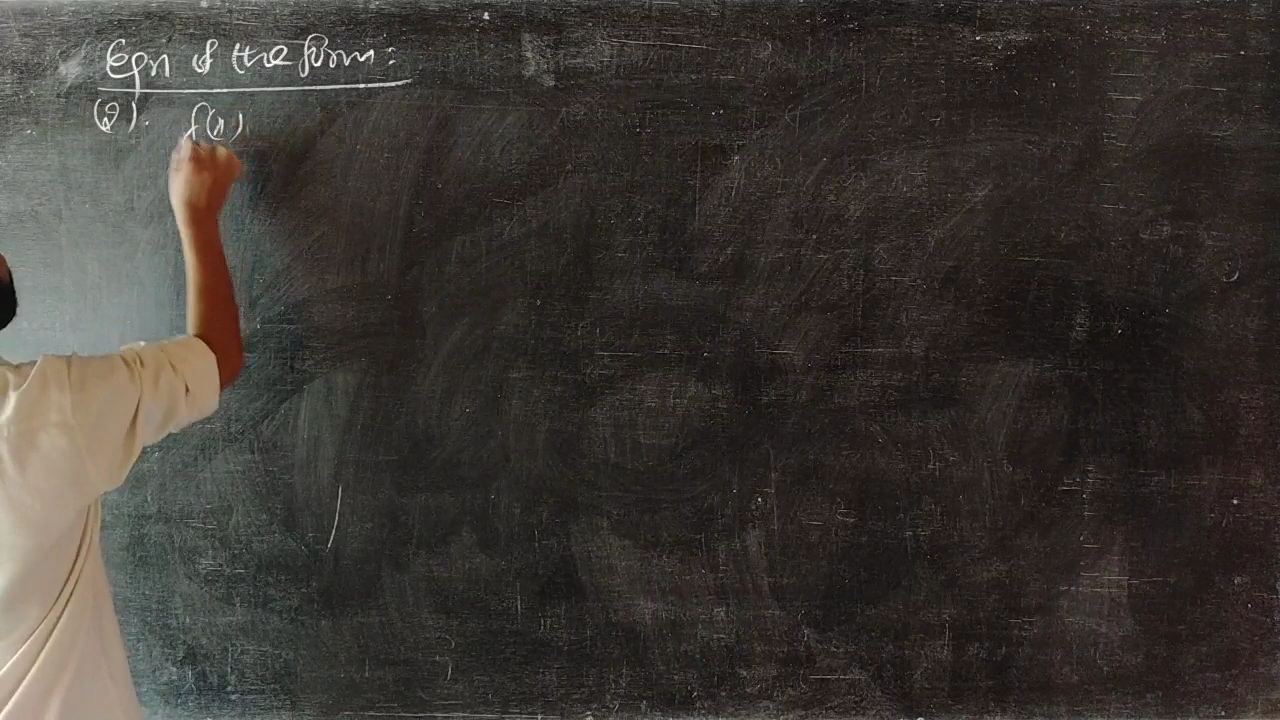 Eqn of the form:
(2). f(x)